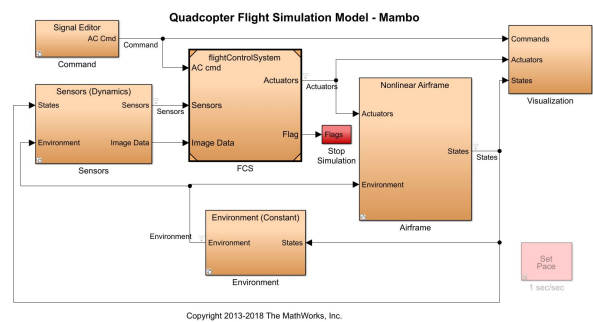 Quadcopter Flight Simulation Model - Mambo
Signal Editor
AC Cmd
Command
Command
flightControlSystem
AC cmd
Actuators
Sensors
Flag
Image Data
FCS
Actuators
Commands
Actuators
States
Visualization
Sensors (Dynamics)
States
Sensors
Environment
Image Data
Sensors
Sensors
Flags
Stop
Simulation
Nonlinear Airframe
Actuators
States
Environment
Airframe
States
Environment (Constant)
Environment
States
Environment
Environment
Set
Pace
1 sec/sec
Copyright 2013-2018 The MathWorks, Inc.